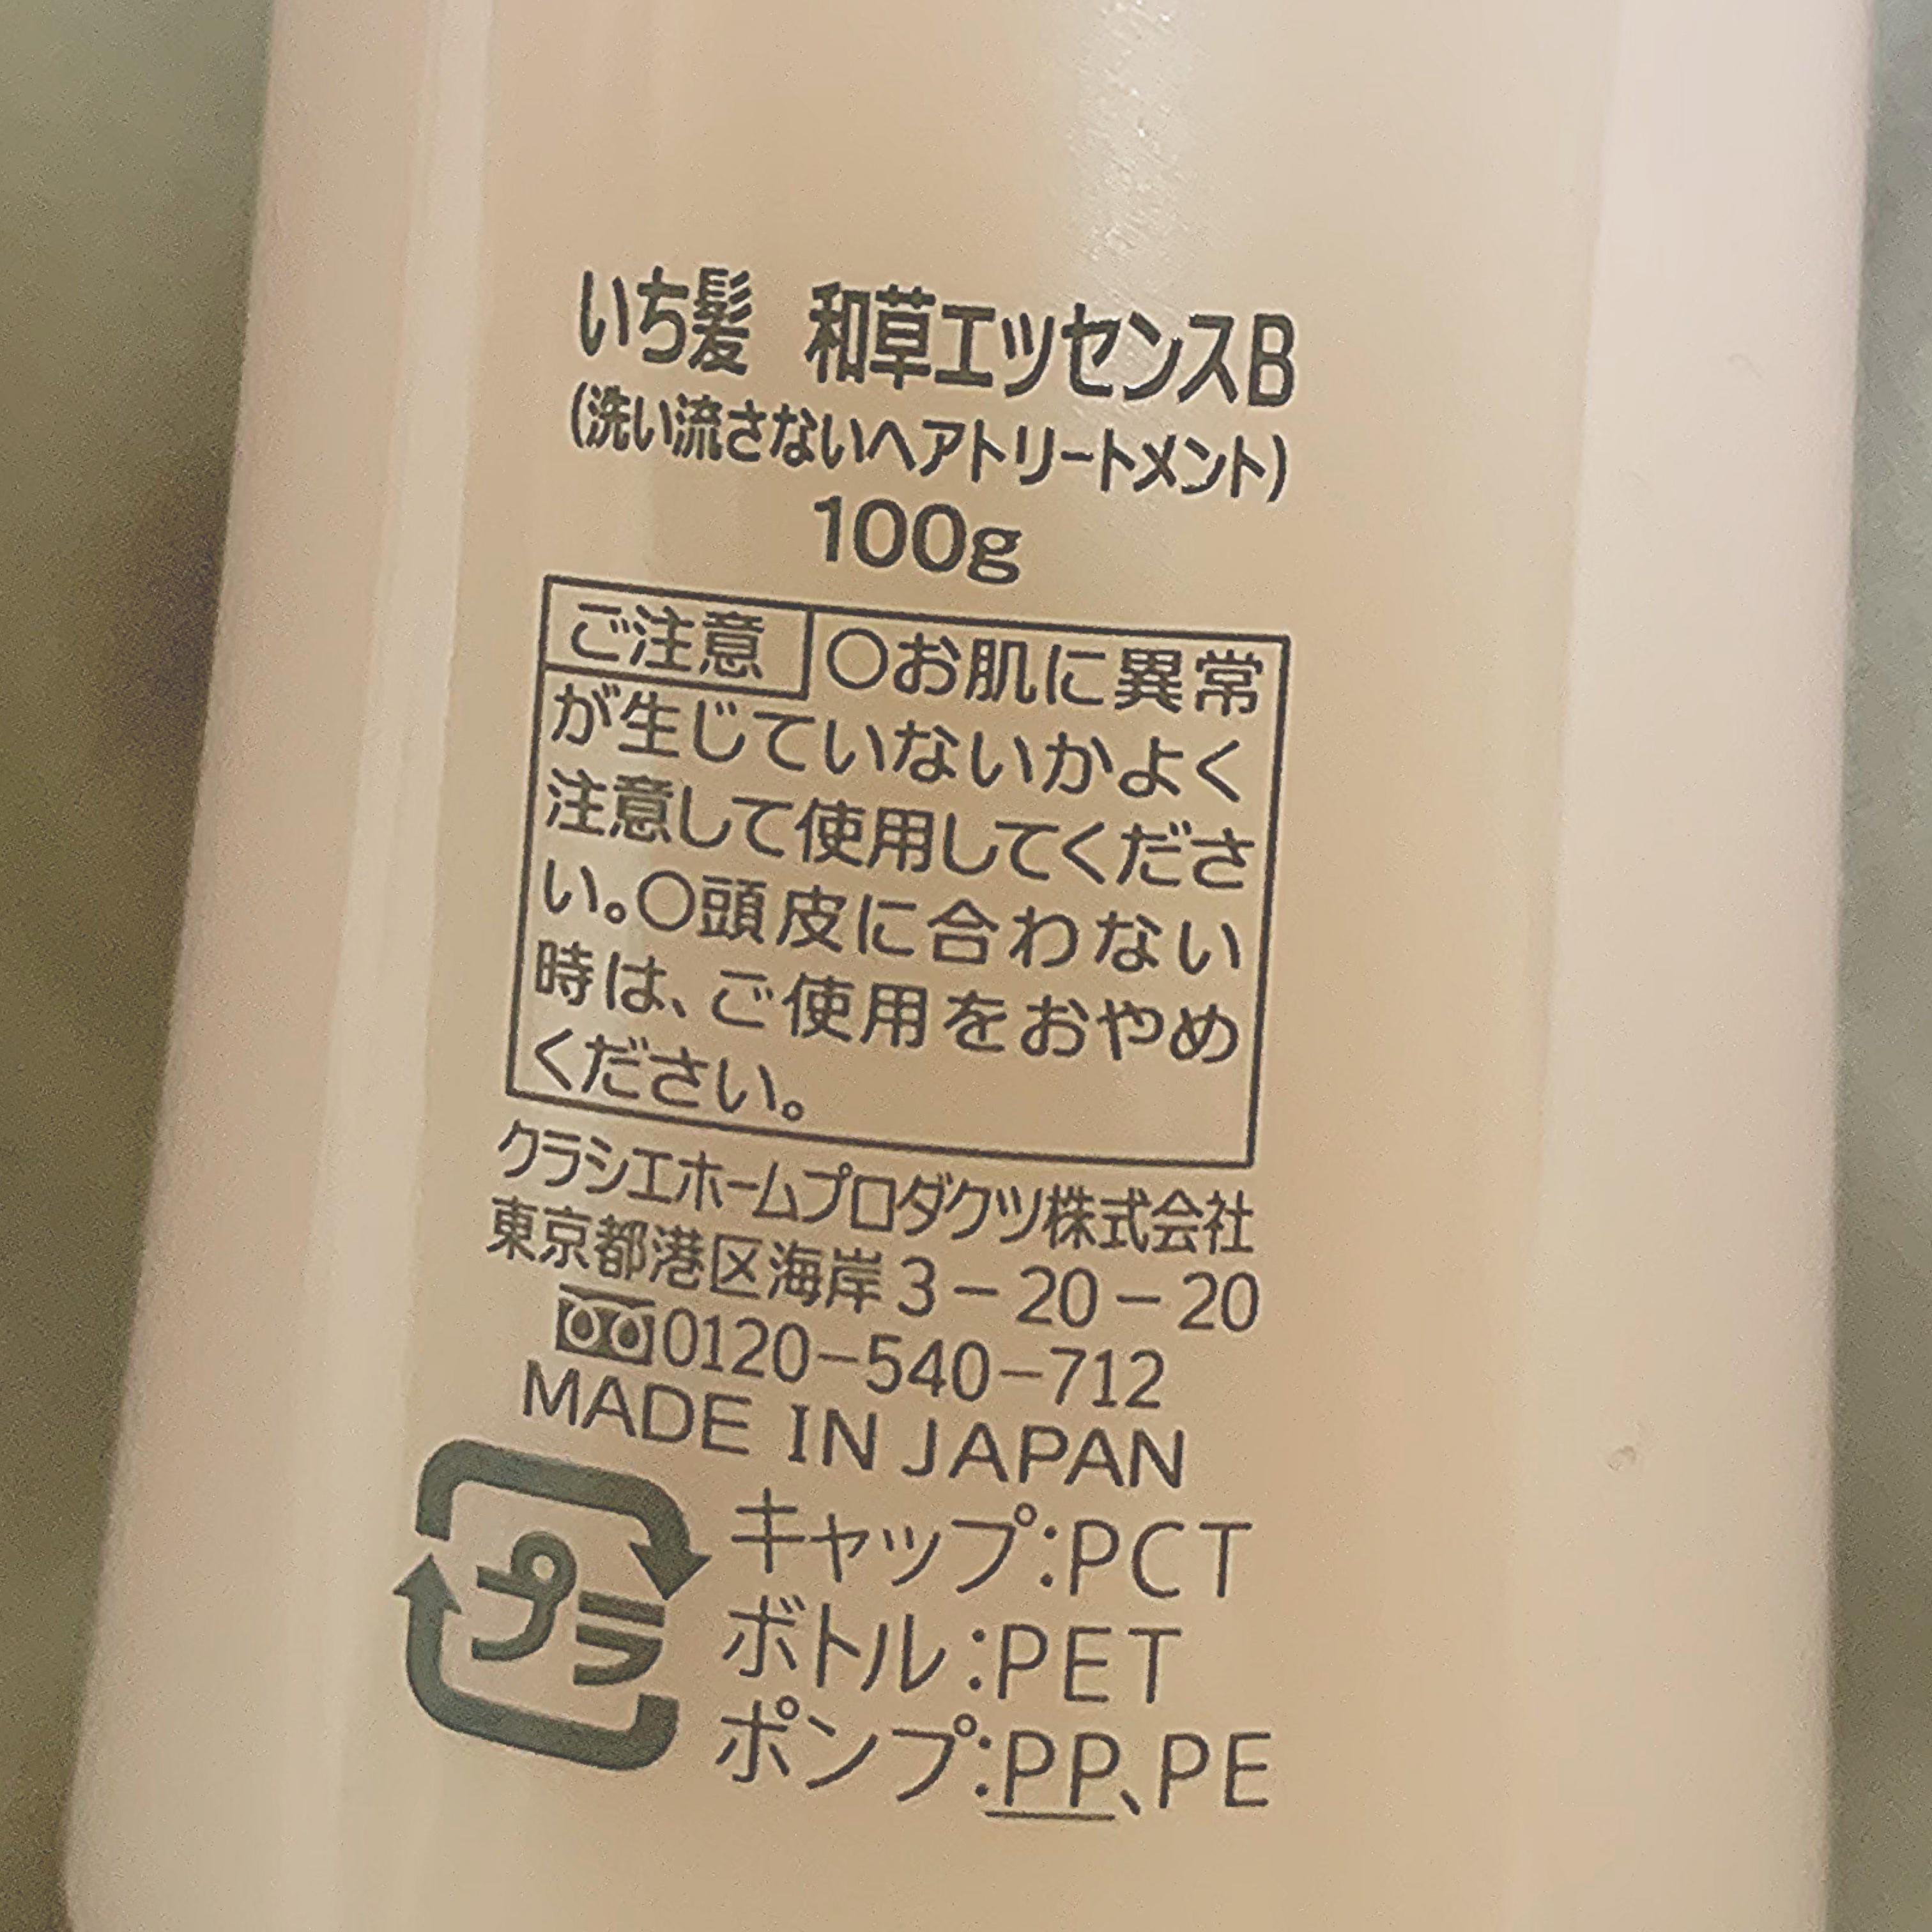 いち髪 和草エッセンスB
(洗い流さないヘアトリートメント)
100g
ご注意 〇お肌に異常
が生じていないかよく
注意して使用してくださ
い。〇頭皮に合わない
時は、ご使用をおやめ
ください。
クラシエホームプロダクツ株式会社
東京都港区海岸3-20-20
0120-540-712
MADE IN JAPAN
プラ
キャップ:PCT
ボトル:PET
ポンプ:PP、PE